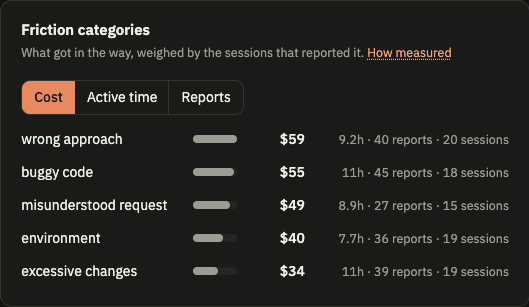 Friction categories
What got in the way, weighed by the sessions that reported it. How measured
Cost Active time Reports
wrong approach $59 9.2h · 40 reports · 20 sessions
buggy code $55 11h · 45 reports · 18 sessions
misunderstood request $49 8.9h · 27 reports · 15 sessions
environment $40 7.7h · 36 reports · 19 sessions
excessive changes $34 11h · 39 reports · 19 sessions